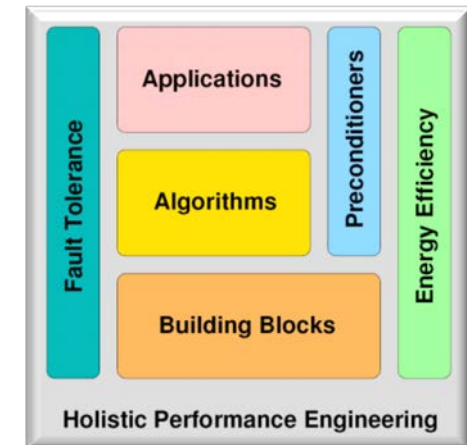 Fault Tolerance
Applications
Algorithms
Building Blocks
Preconditioners
Energy Efficiency
Holistic Performance Engineering